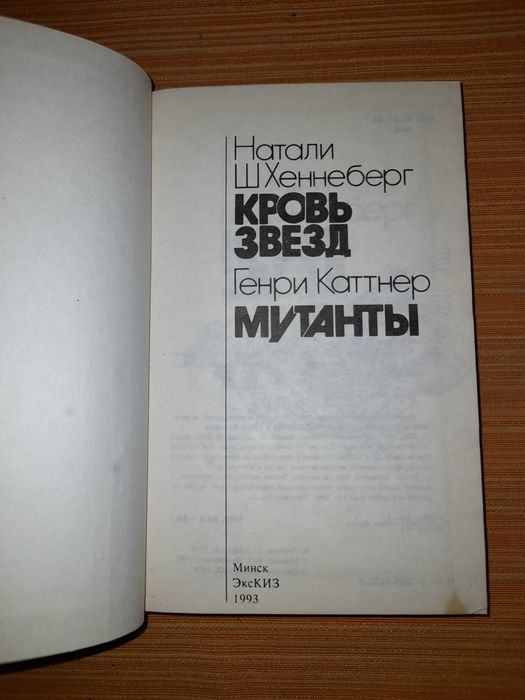 Натали
Ш Хеннеберг
КРОВЬ
ЗВЕЗД
Генри Каттнер
МУТАНТЫ
Минск
ЭксКИЗ
1993